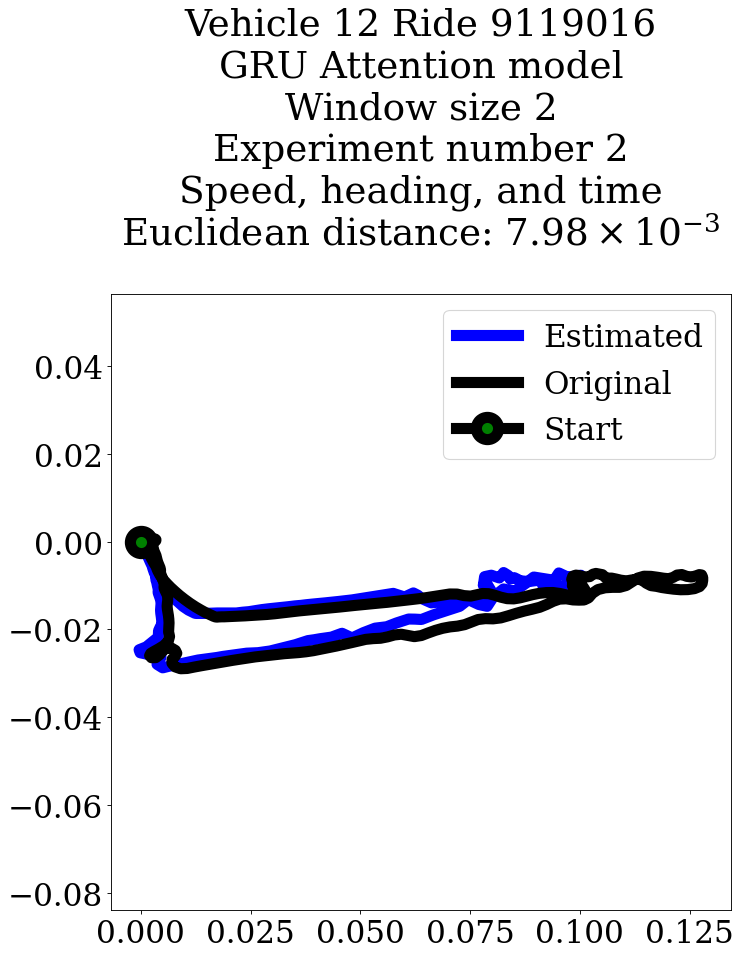 Vehicle 12 Ride 9119016
GRU Attention model
Window size 2
Experiment number 2
Speed, heading, and time
Euclidean distance: 7.98 × 10⁻³
Estimated
Original
Start
0.04
0.02
0.00
−0.02
−0.04
−0.06
−0.08
0.000 0.025 0.050 0.075 0.100 0.125